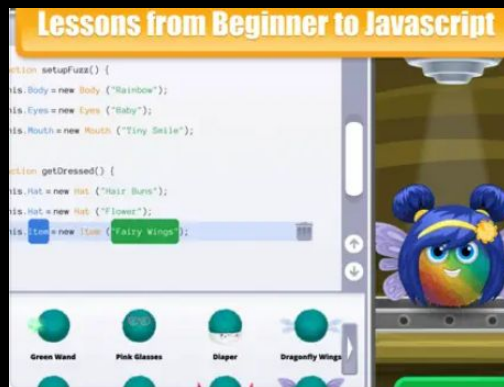 Lessons from Beginner to Javascript
ction setupFuzz() {
his.Body = new Body ("Rainbow");
his.Eyes = new Eyes ("Baby");
his.Mouth = new Mouth ("Tiny Smile");
ction getDressed() {
his.Hat = new Hat ("Hair Buns");
his.Hat = new Hat ("Flower");
his.Item = new Item ("Fairy Wings");
Green Wand
Pink Glasses
Diaper
Dragonfly Wings